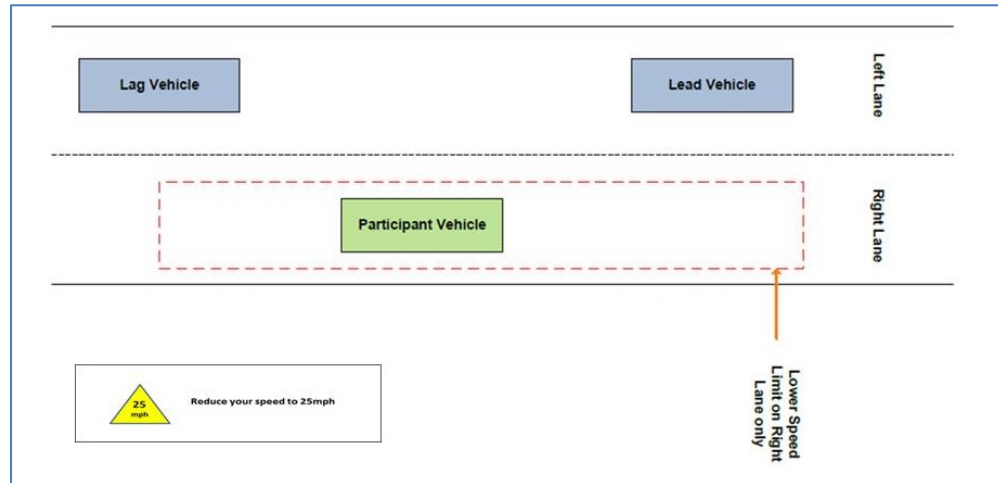 Lag Vehicle
Lead Vehicle
Left Lane
Participant Vehicle
Right Lane
Lower Speed
Limit on Right
Lane only
25
mph
Reduce your speed to 25mph